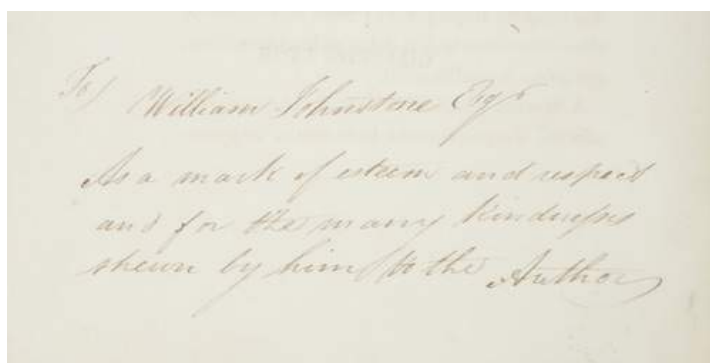 To/
William Johnstone Esqr
As a mark of esteem and respect
and for the many kindnesses
shewn by him to the Author